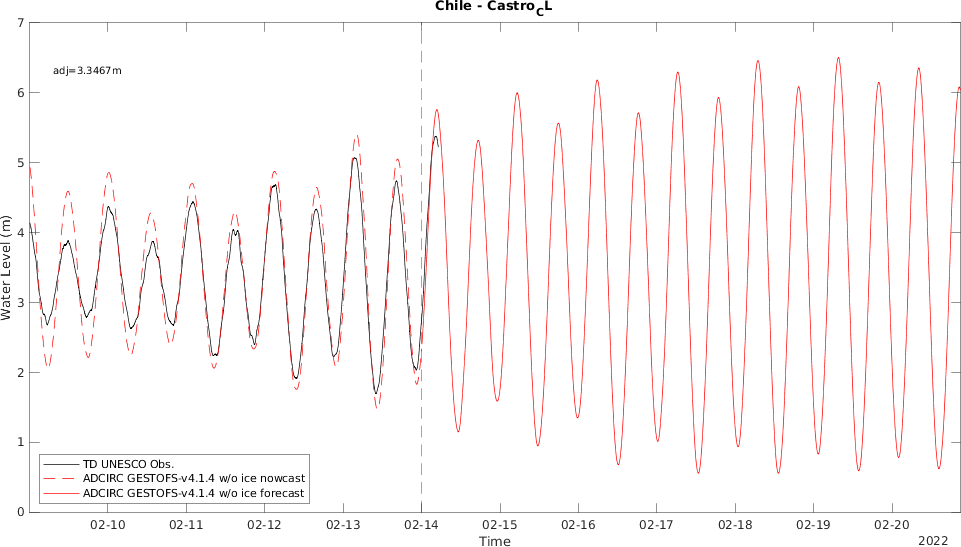 Chile - Castro_CL
7
adj=3.3467m
6
5
4
Water Level (m)
3
2
1
TD UNESCO Obs.
ADCIRC GESTOFS-v4.1.4 w/o ice nowcast
ADCIRC GESTOFS-v4.1.4 w/o ice forecast
0
02-10 02-11 02-12 02-13 02-14 02-15 02-16 02-17 02-18 02-19 02-20
Time
2022